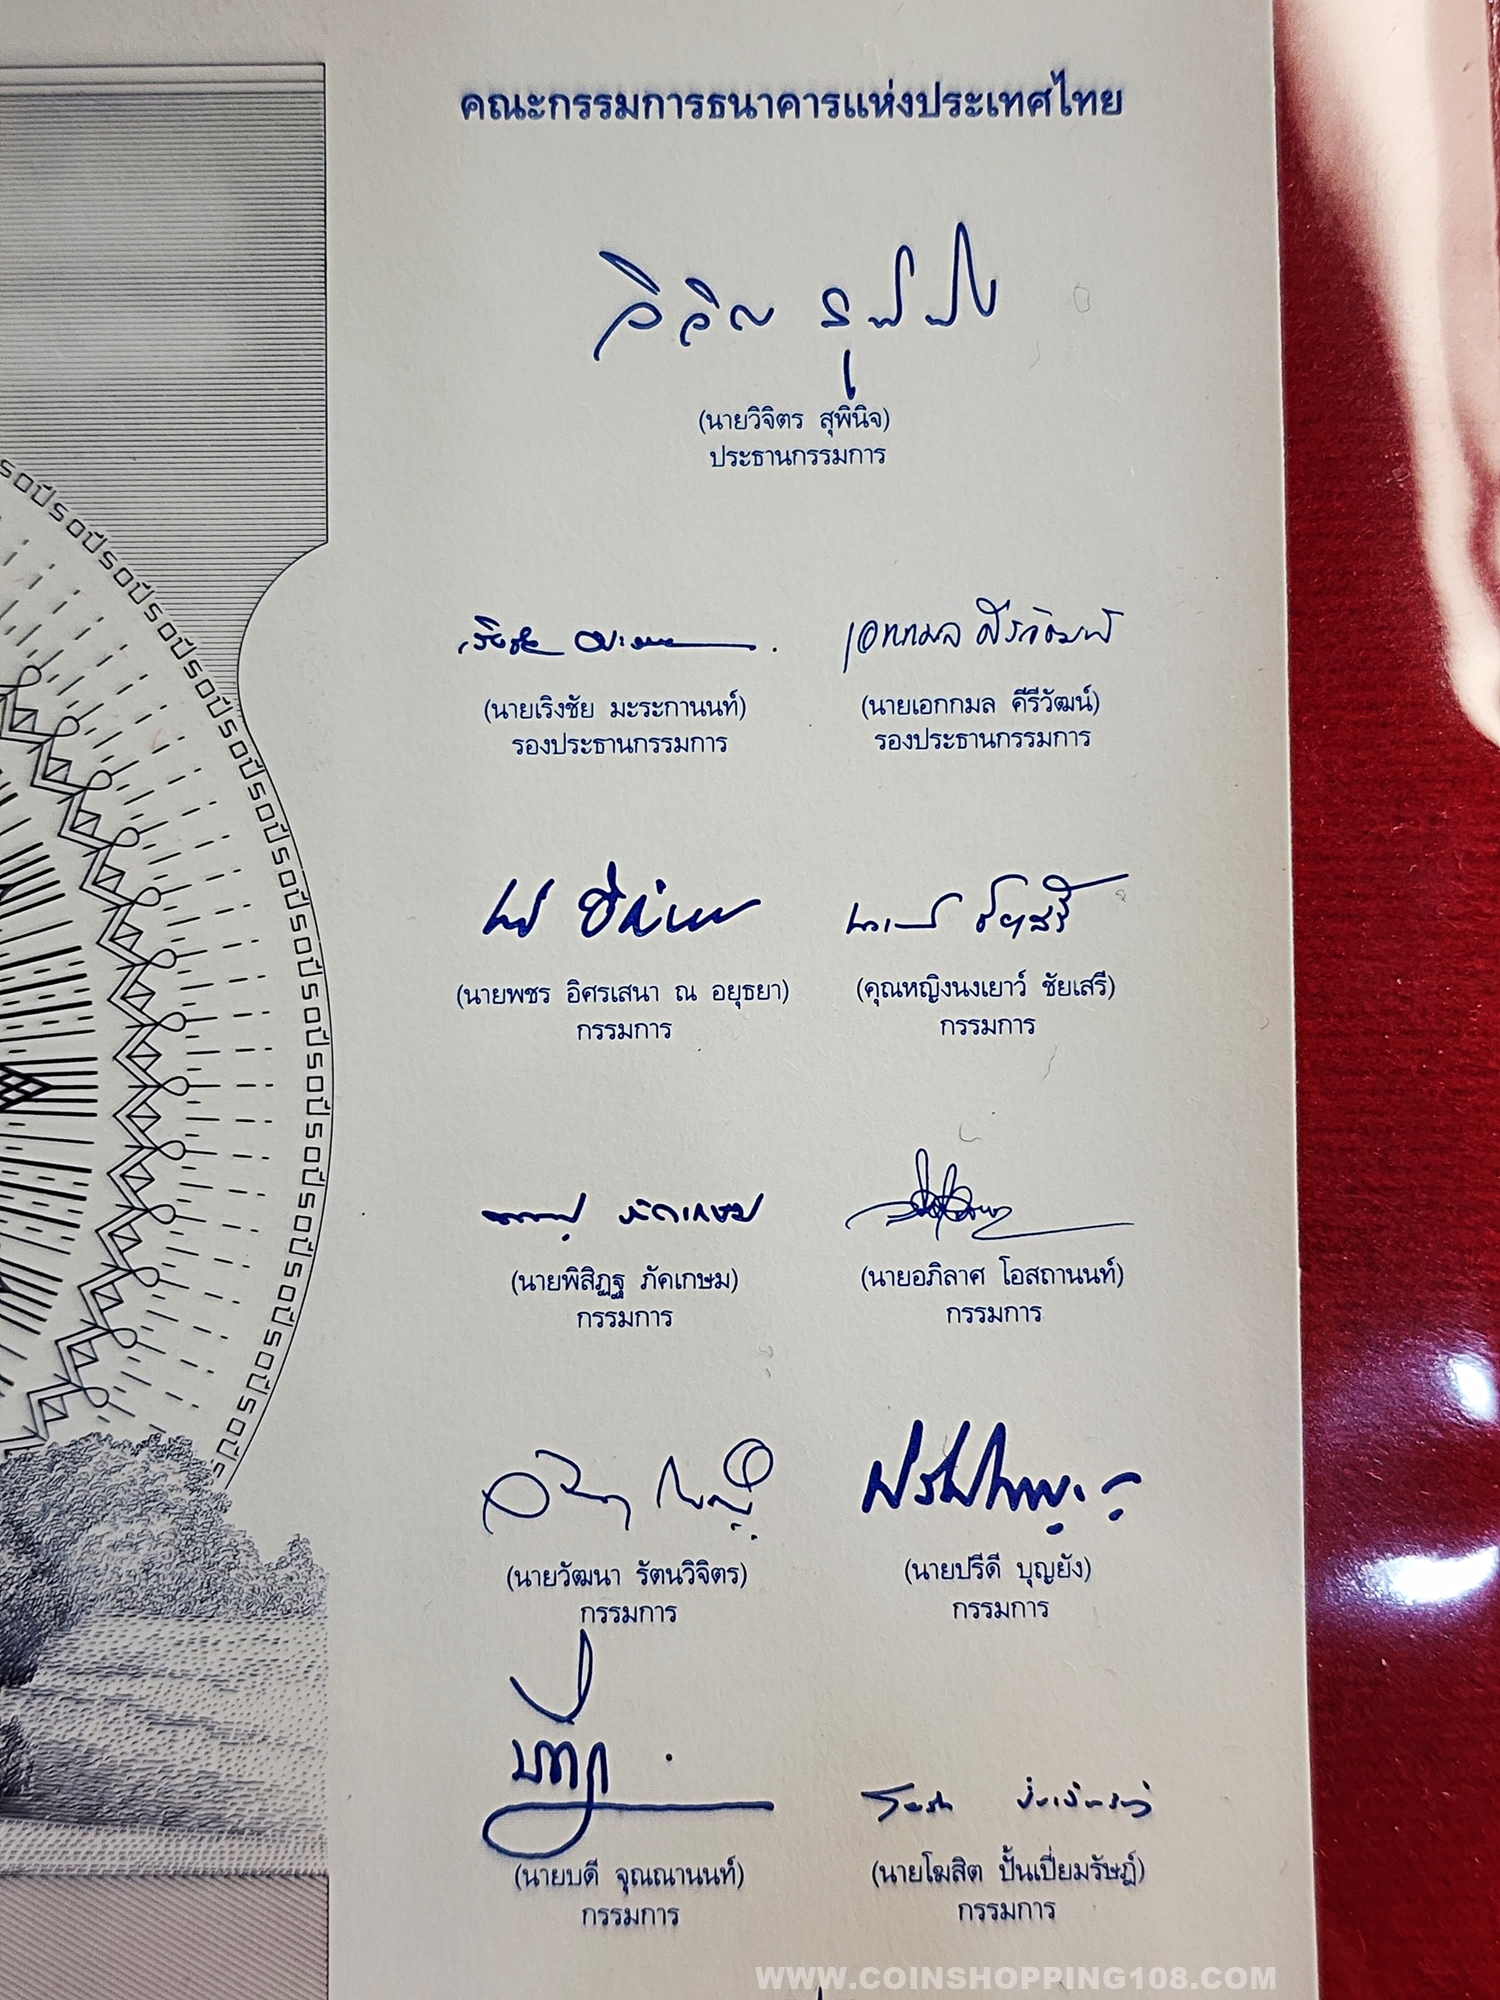 คณะกรรมการธนาคารแห่งประเทศไทย
(นายวิจิตร สุพินิจ)
ประธานกรรมการ
(นายเริงชัย มะระกานนท์) (นายเอกกมล คีรีวัฒน์)
รองประธานกรรมการ รองประธานกรรมการ
(นายพชร อิศรเสนา ณ อยุธยา) (คุณหญิงนงเยาว์ ชัยเสรี)
กรรมการ กรรมการ
(นายพิสิฏฐ ภัคเกษม) (นายอภิลาศ โอสถานนท์)
กรรมการ กรรมการ
(นายวัฒนา รัตนวิจิตร) (นายปรีดี บุญยัง)
กรรมการ กรรมการ
(นายบดี จุณณานนท์) (นายโฆสิต ปั้นเปี่ยมรัษฎ์)
กรรมการ กรรมการ
WWW.COINSHOPPING108.COM